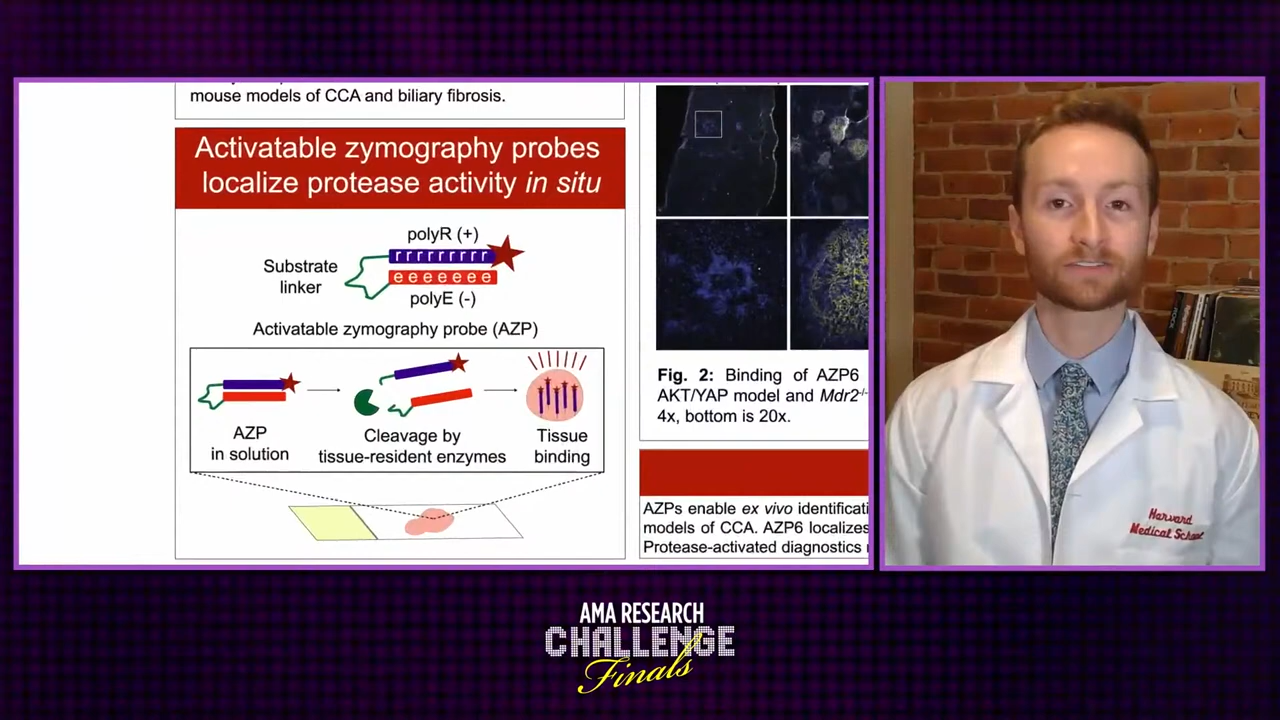 mouse models of CCA and biliary fibrosis.
Activatable zymography probes
localize protease activity in situ
polyR (+)
r r r r r r r r r
Substrate
linker
e e e e e e e
polyE (-)
Activatable zymography probe (AZP)
AZP
in solution
Cleavage by
tissue-resident enzymes
Tissue
binding
Fig. 2: Binding of AZP6
AKT/YAP model and Mdr2-/-
4x, bottom is 20x.
AZPs enable ex vivo
models of CCA. AZP6 localizes
Protease-activated diagnostics
Harvard
Medical School
AMA RESEARCH
CHALLENGE
Finals